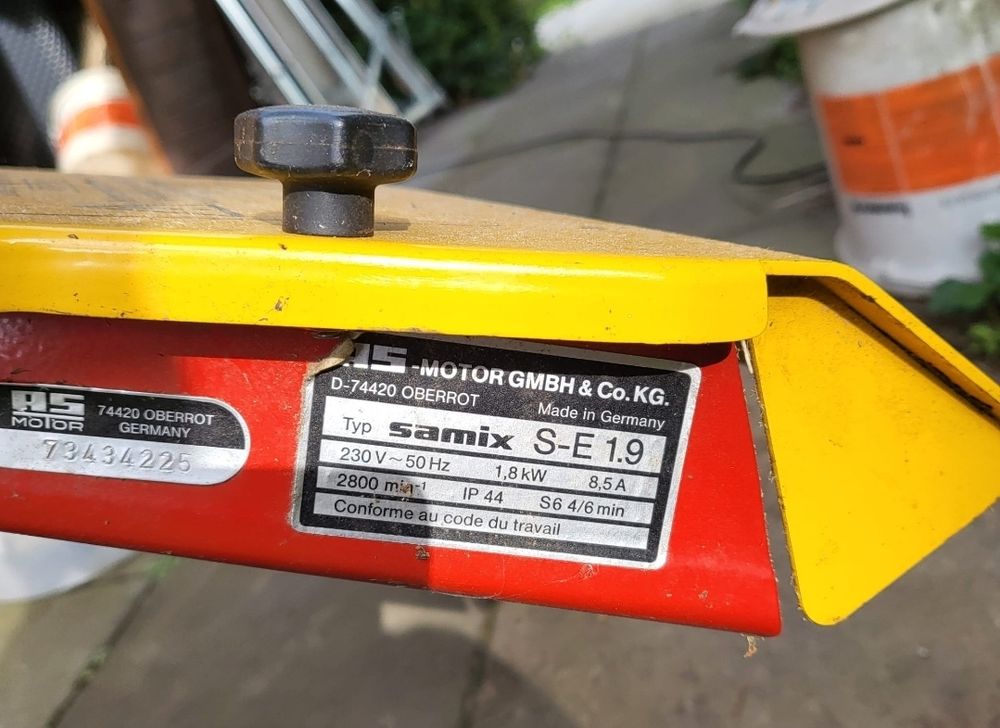 AS
MOTOR
74420 OBERROT
GERMANY
73434225
AS-MOTOR GMBH & Co. KG.
D-74420 OBERROT
Made in Germany
Typ samix S-E 1.9
230 V ~ 50 Hz 1,8 kW 8.5 A
2800 min-1 IP 44 S6 4/6 min
Conforme au code du travail